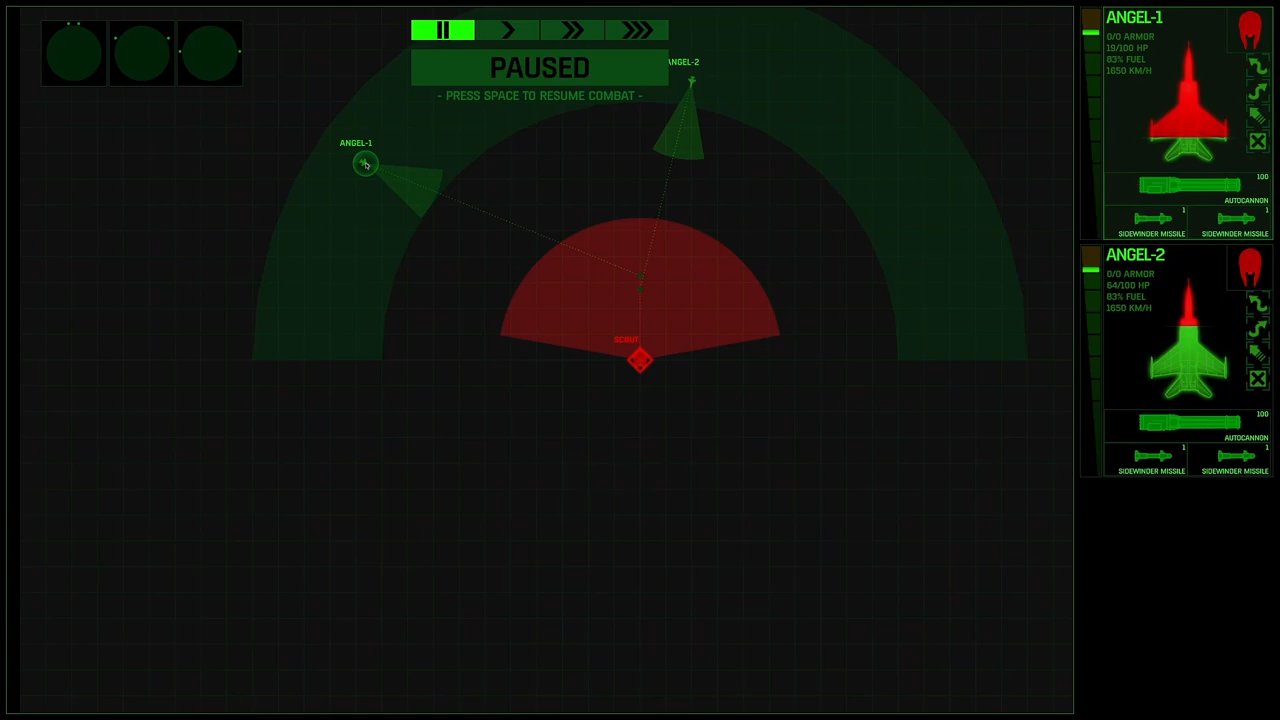 PAUSED
- PRESS SPACE TO RESUME COMBAT -
ANGEL-2
ANGEL-1
SCOUT
ANGEL-1
0/0 ARMOR
19/100 HP
83% FUEL
1650 KM/H
100
AUTOCANNON
1
SIDEWINDER MISSILE
1
SIDEWINDER MISSILE
ANGEL-2
0/0 ARMOR
64/100 HP
83% FUEL
1650 KM/H
100
AUTOCANNON
1
SIDEWINDER MISSILE
1
SIDEWINDER MISSILE